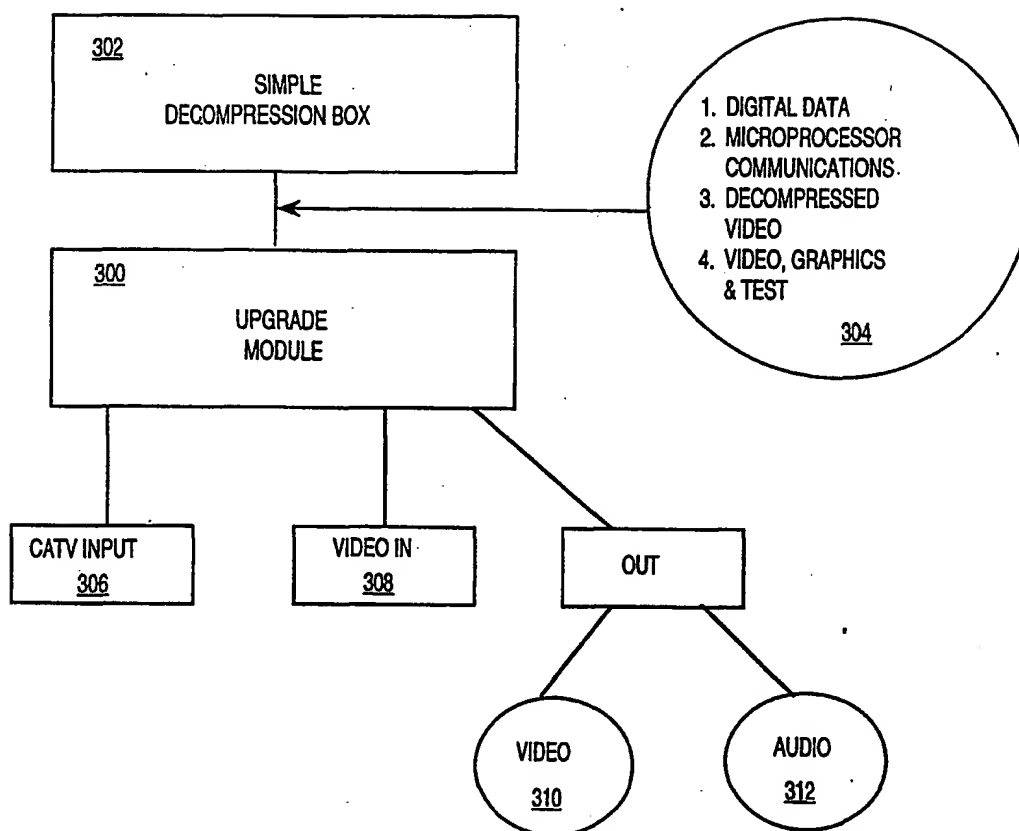 302
SIMPLE
DECOMPRESSION BOX
1. DIGITAL DATA
2. MICROPROCESSOR
COMMUNICATIONS
3. DECOMPRESSED
VIDEO
4. VIDEO, GRAPHICS
& TEST
304
300
UPGRADE
MODULE
CATV INPUT
306
VIDEO IN
308
OUT
VIDEO
310
AUDIO
312